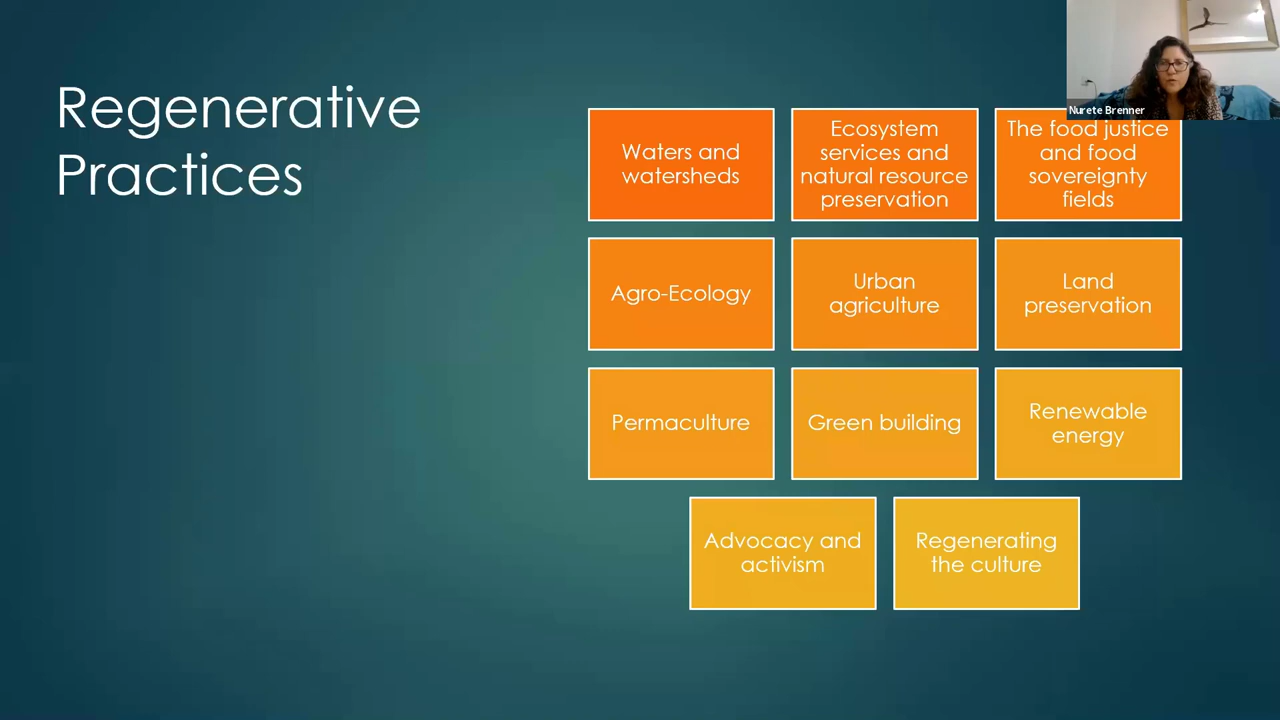 Regenerative
Practices
Nurete Brenner
Waters and
watersheds
Ecosystem
services and
natural resource
preservation
The food justice
and food
sovereignty
fields
Agro-Ecology
Urban
agriculture
Land
preservation
Permaculture
Green building
Renewable
energy
Advocacy and
activism
Regenerating
the culture